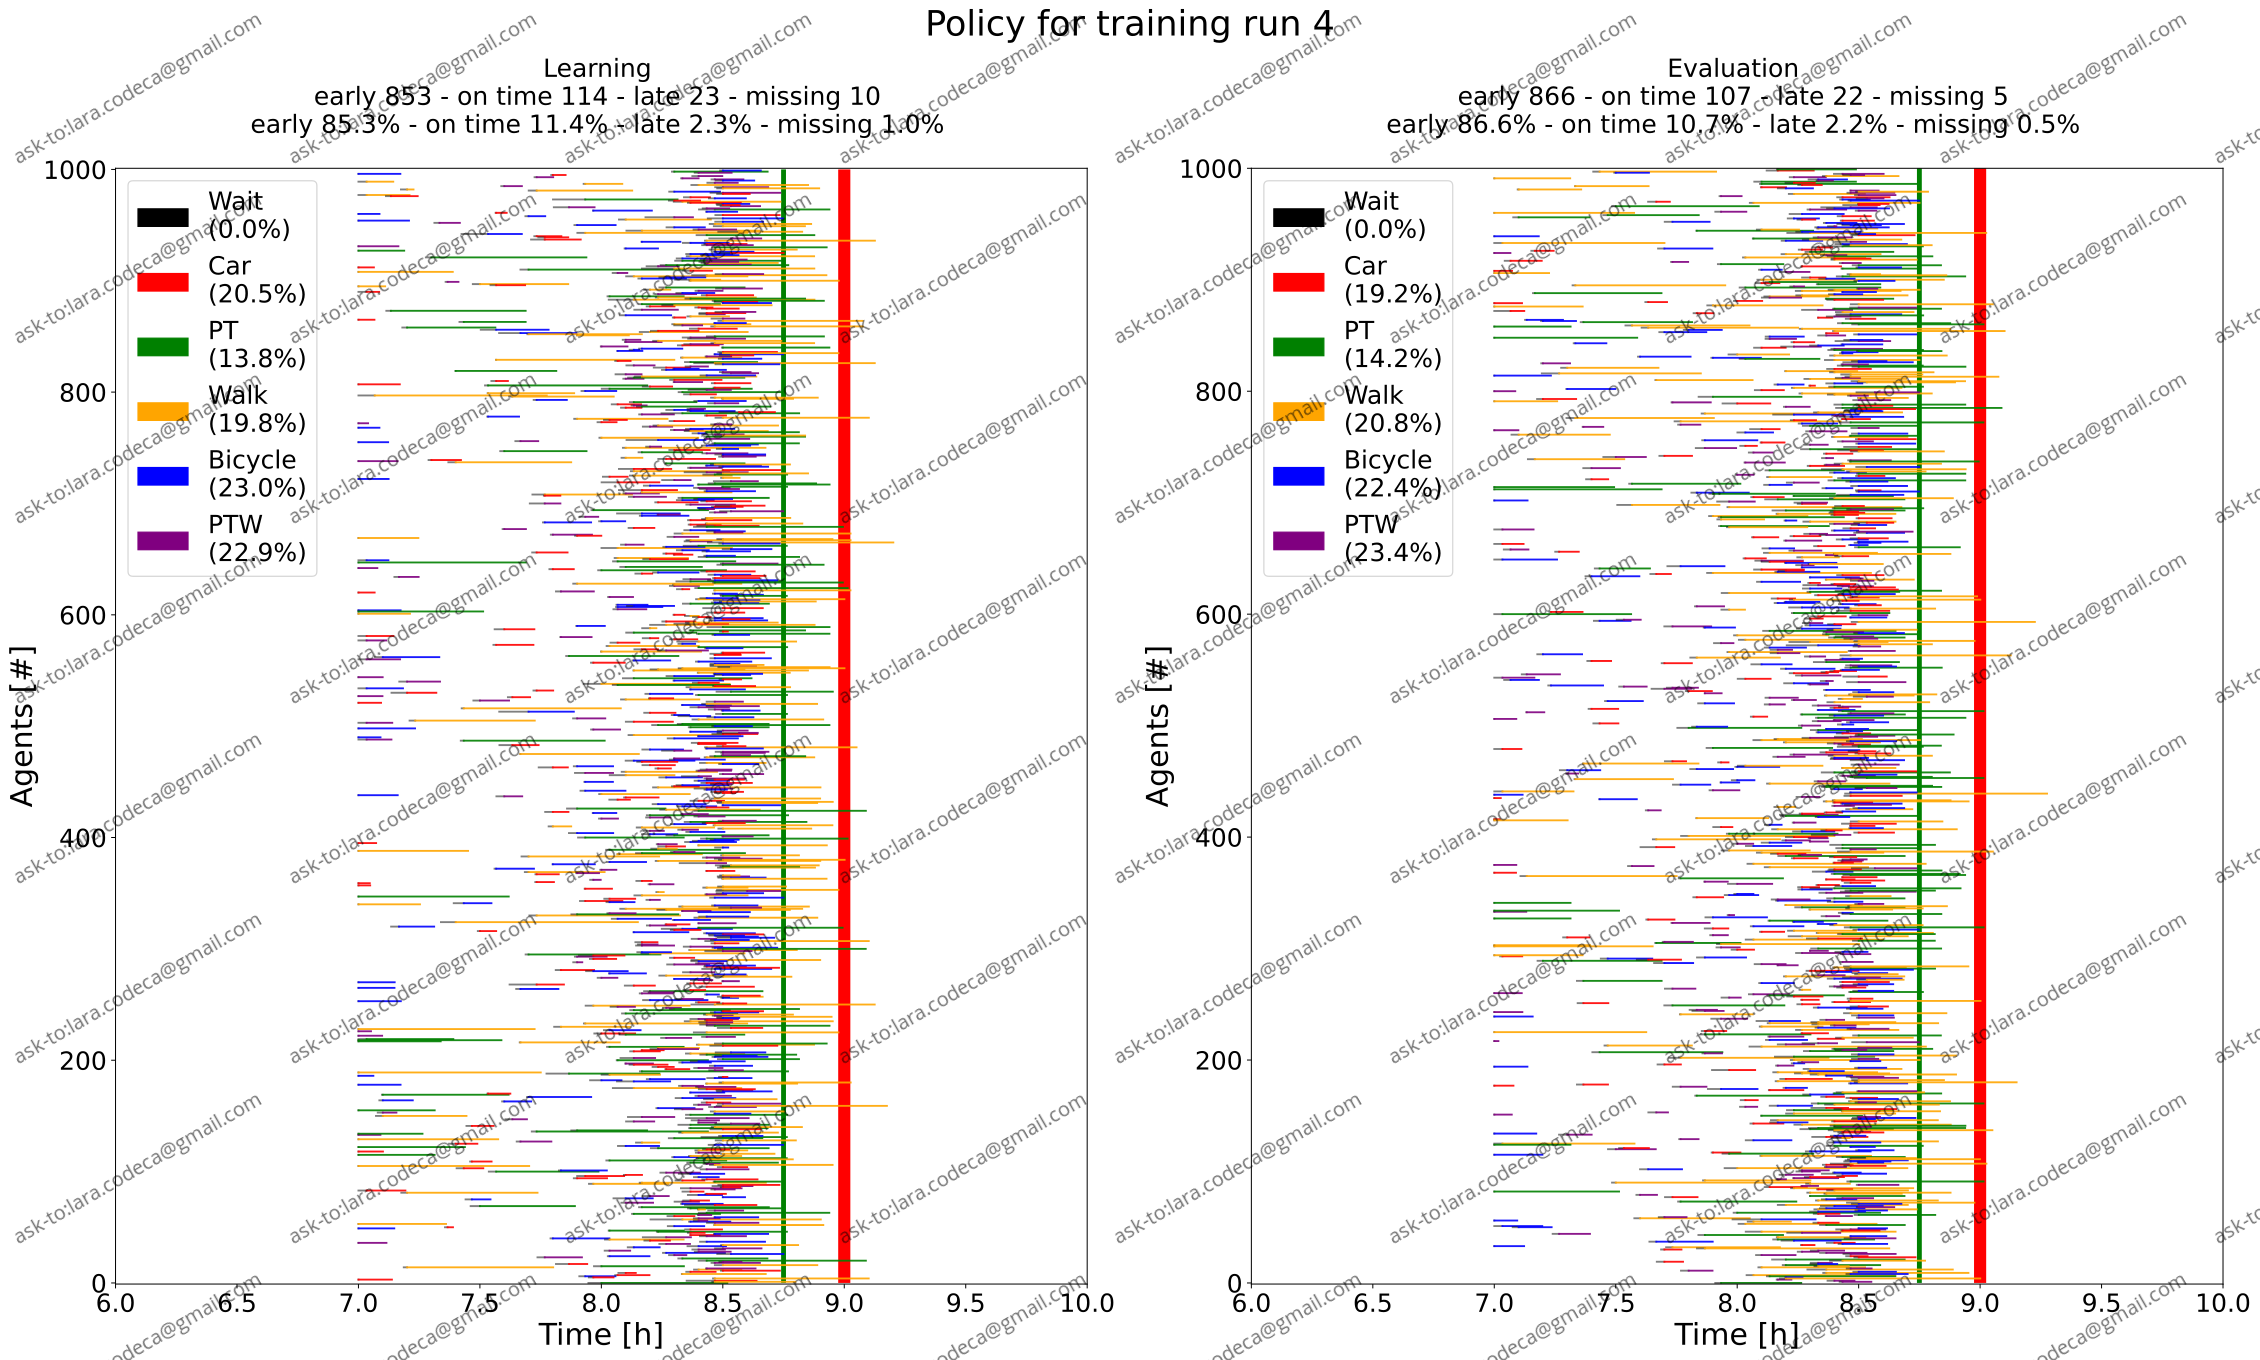 Policy for training run 4
Learning
early 853 - on time 114 - late 23 - missing 10
early 85.3% - on time 11.4% - late 2.3% - missing 1.0%
Agents [#]
1000
800
600
400
200
0
Wait
(0.0%)
Car
(20.5%)
PT
(13.8%)
Walk
(19.8%)
Bicycle
(23.0%)
PTW
(22.9%)
6.0 6.5 7.0 7.5 8.0 8.5 9.0 9.5 10.0
Time [h]
Evaluation
early 866 - on time 107 - late 22 - missing 5
early 86.6% - on time 10.7% - late 2.2% - missing 0.5%
Agents [#]
1000
800
600
400
200
0
Wait
(0.0%)
Car
(19.2%)
PT
(14.2%)
Walk
(20.8%)
Bicycle
(22.4%)
PTW
(23.4%)
6.0 6.5 7.0 7.5 8.0 8.5 9.0 9.5 10.0
Time [h]
ask-to:lara.codeca@gmail.com